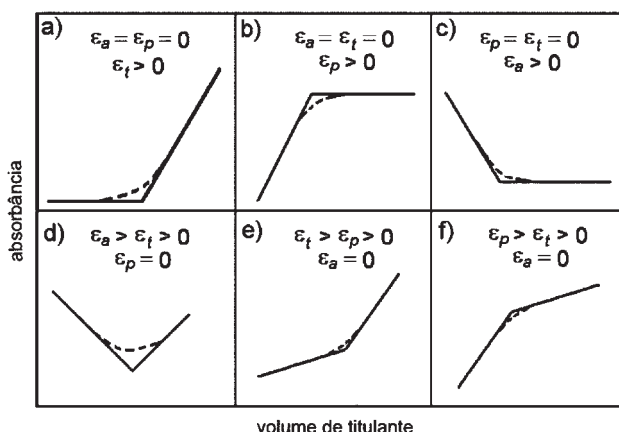 a)
εₐ = εₚ = 0
εₜ > 0
b)
εₐ = εₜ = 0
εₚ > 0
c)
εₚ = εₜ = 0
εₐ > 0
d)
εₐ > εₜ > 0
εₚ = 0
e)
εₜ > εₚ > 0
εₐ = 0
f)
εₚ > εₜ > 0
εₐ = 0
absorbância
volume de titulante